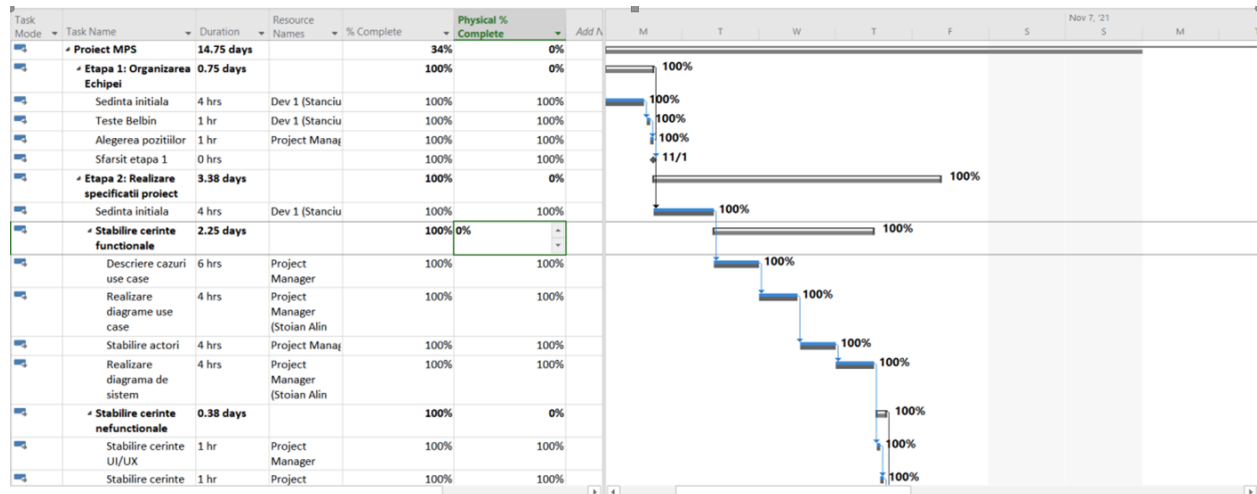 Task Mode Task Name Duration Resource Names % Complete Physical % Complete Add N
Nov 7, '21
M T W T F S S M
Proiect MPS 14.75 days 34% 0%
Etapa 1: Organizarea Echipei 0.75 days 100% 0% 100%
Sedinta initiala 4 hrs Dev 1 (Stanciu 100% 100% 100%
Teste Belbin 1 hr Dev 1 (Stanciu 100% 100% 100%
Alegerea pozitiilor 1 hr Project Manag 100% 100% 100%
Sfarsit etapa 1 0 hrs 100% 100% 11/1
Etapa 2: Realizare specificatii proiect 3.38 days 100% 0% 100%
Sedinta initiala 4 hrs Dev 1 (Stanciu 100% 100% 100%
Stabilire cerinte functionale 2.25 days 100% 0% 100%
Descriere cazuri use case 6 hrs Project Manager 100% 100% 100%
Realizare diagrame use case 4 hrs Project Manager (Stoian Alin 100% 100% 100%
Stabilire actori 4 hrs Project Manag 100% 100% 100%
Realizare diagrama de sistem 4 hrs Project Manager (Stoian Alin 100% 100% 100%
Stabilire cerinte nefunctionale 0.38 days 100% 0% 100%
Stabilire cerinte UI/UX 1 hr Project Manager 100% 100% 100%
Stabilire cerinte 1 hr Project 100% 100% 100%